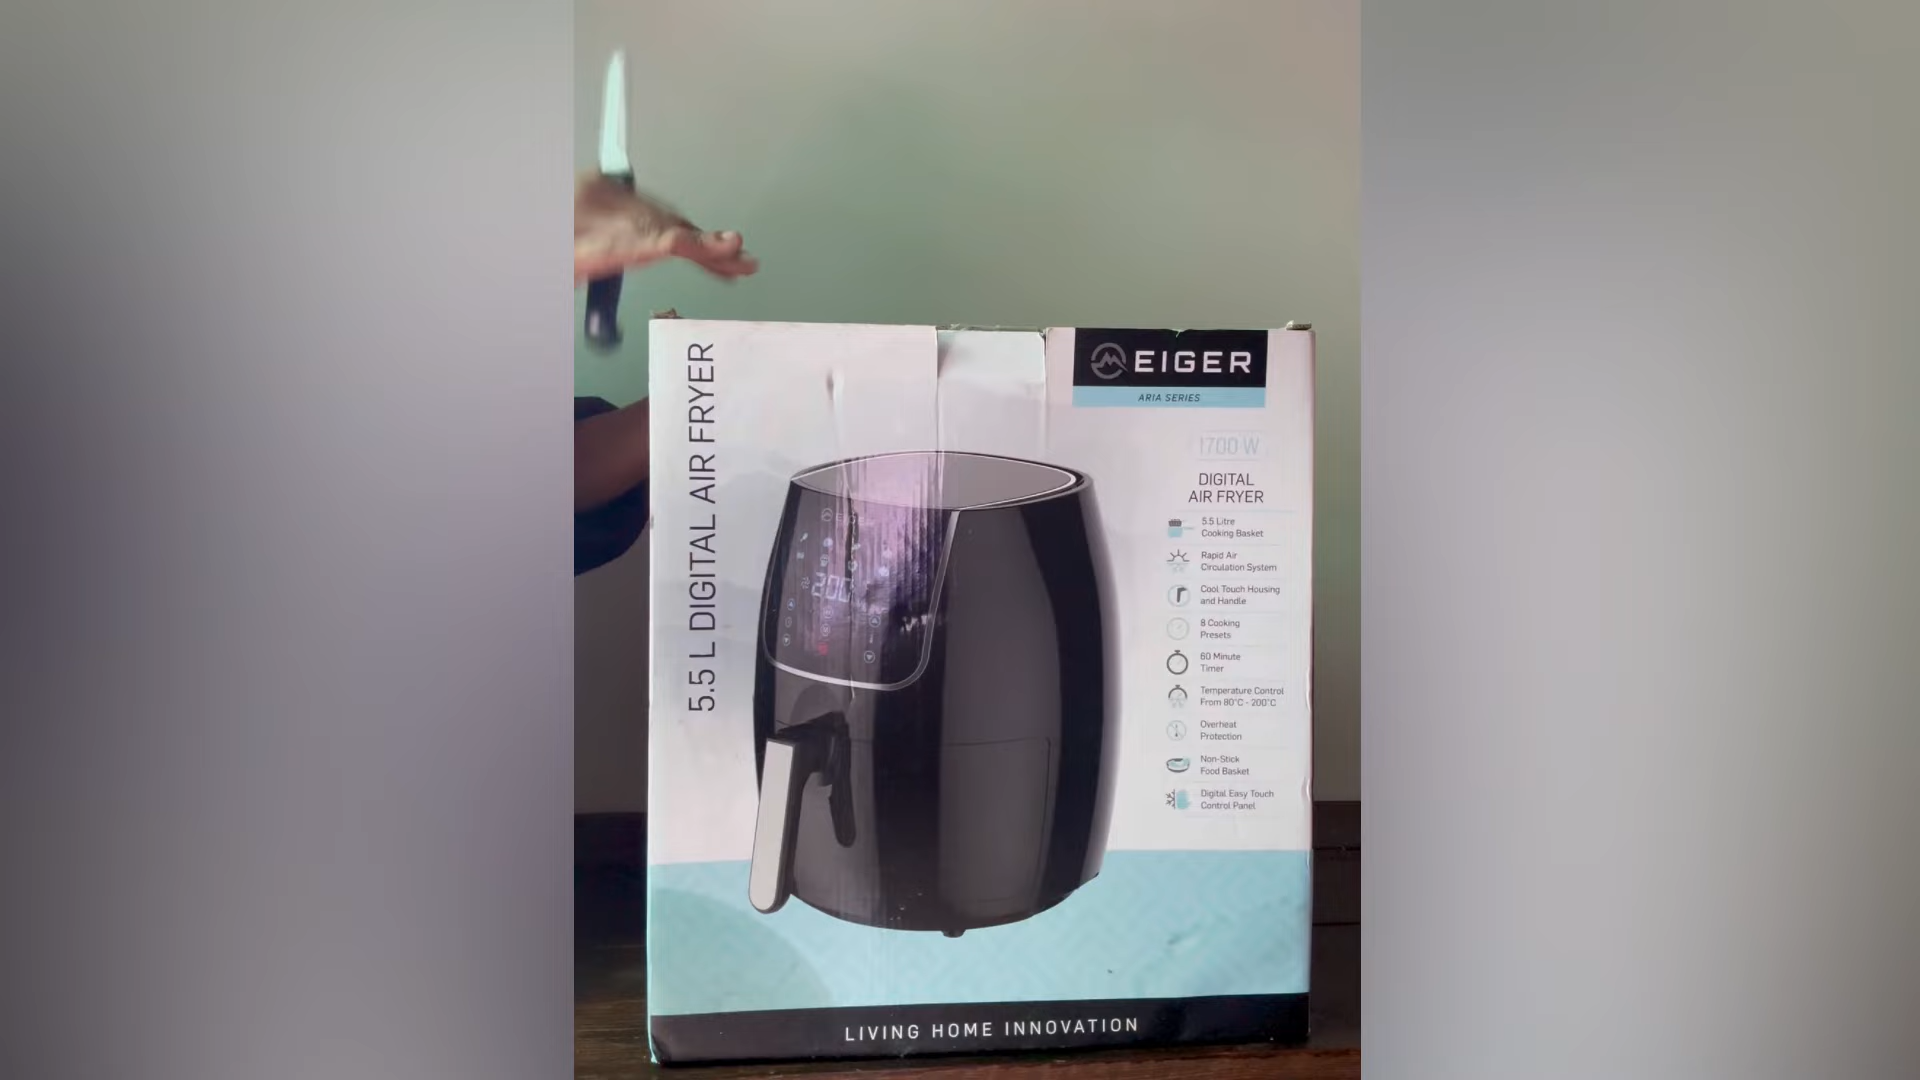 5.5 L DIGITAL AIR FRYER
EIGER
ARIA SERIES
1700 W
DIGITAL
AIR FRYER
5.5 Litre
Cooking Basket
Rapid Air
Circulation System
Cool Touch Housing
and Handle
8 Cooking
Presets
60 Minute
Timer
Temperature Control
From 80°C - 200°C
Overheat
Protection
Non-Stick
Food Basket
Digital Easy Touch
Control Panel
EIGER
200
LIVING HOME INNOVATION